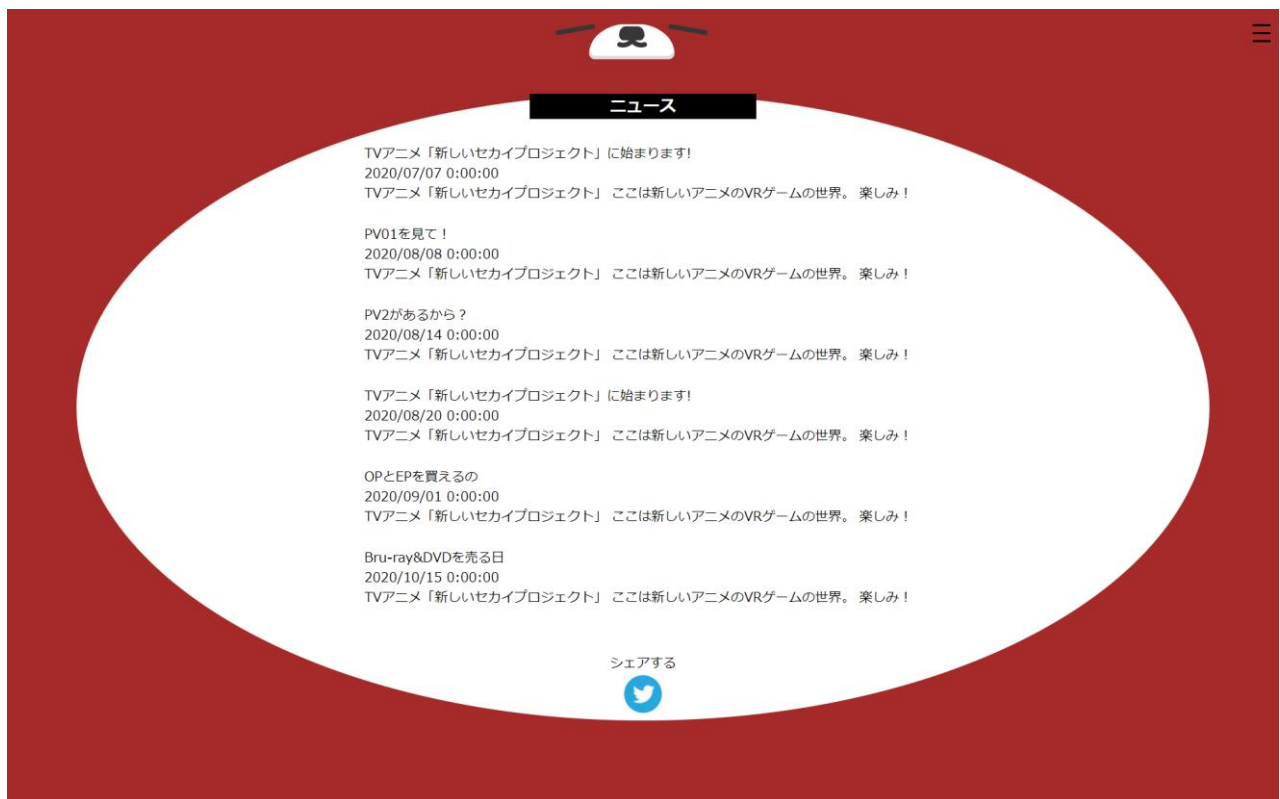 ニュース
TVアニメ「新しいセカイプロジェクト」に始まります!
2020/07/07 0:00:00
TVアニメ「新しいセカイプロジェクト」 ここは新しいアニメのVRゲームの世界。 楽しみ！
PV01を見て！
2020/08/08 0:00:00
TVアニメ「新しいセカイプロジェクト」 ここは新しいアニメのVRゲームの世界。 楽しみ！
PV2があるから？
2020/08/14 0:00:00
TVアニメ「新しいセカイプロジェクト」 ここは新しいアニメのVRゲームの世界。 楽しみ！
TVアニメ「新しいセカイプロジェクト」に始まります!
2020/08/20 0:00:00
TVアニメ「新しいセカイプロジェクト」 ここは新しいアニメのVRゲームの世界。 楽しみ！
OPとEPを買えるの
2020/09/01 0:00:00
TVアニメ「新しいセカイプロジェクト」 ここは新しいアニメのVRゲームの世界。 楽しみ！
Bru-ray&DVDを売る日
2020/10/15 0:00:00
TVアニメ「新しいセカイプロジェクト」 ここは新しいアニメのVRゲームの世界。 楽しみ！
シェアする